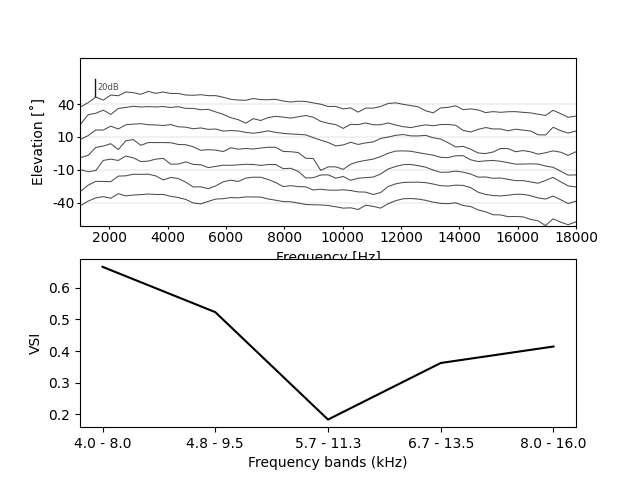 20dB
40
10
-10
-40
Elevation [˚]
2000 4000 6000 8000 10000 12000 14000 16000 18000
Frequency [Hz]
0.6
0.5
0.4
0.3
0.2
VSI
4.0 - 8.0 4.8 - 9.5 5.7 - 11.3 6.7 - 13.5 8.0 - 16.0
Frequency bands (kHz)